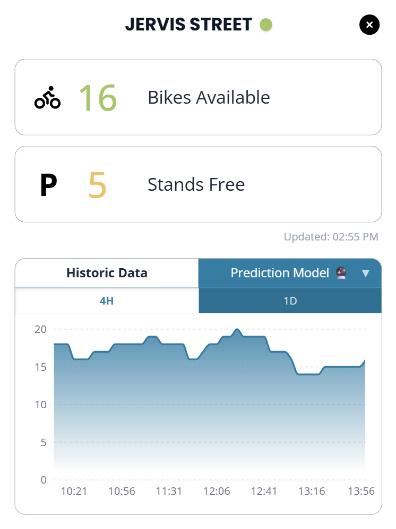 JERVIS STREET
16 Bikes Available
P 5 Stands Free
Updated: 02:55 PM
Historic Data Prediction Model ▼
4H 1D
20
15
10
5
0
10:21 10:56 11:31 12:06 12:41 13:16 13:56